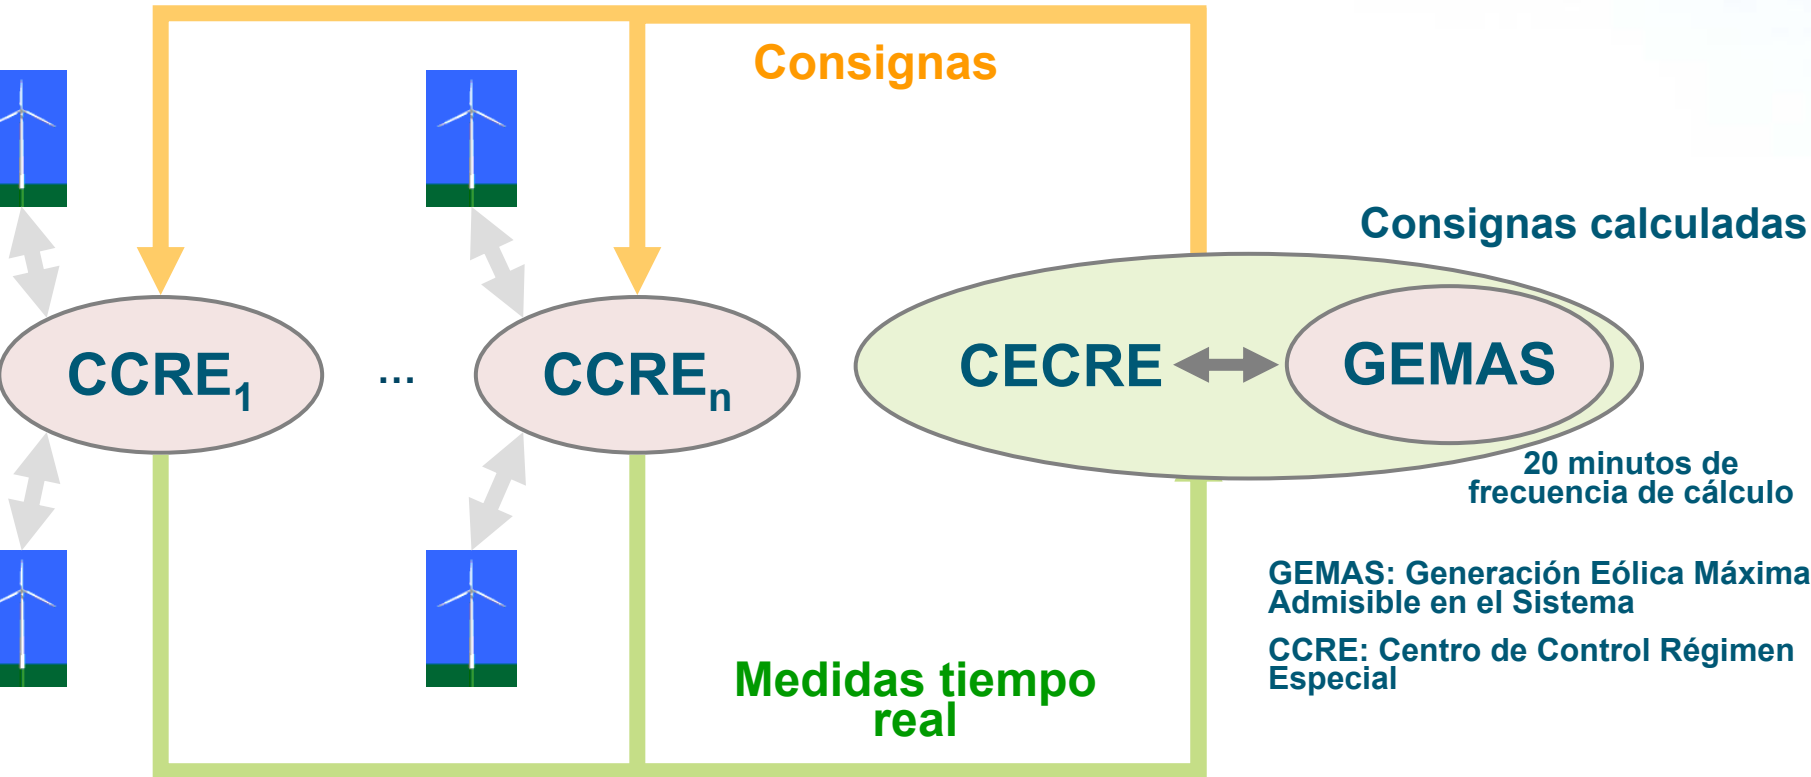 Consignas
Consignas calculadas
CCRE1
...
CCREn
CECRE
GEMAS
20 minutos de
frecuencia de cálculo
GEMAS: Generación Eólica Máxima
Admisible en el Sistema
CCRE: Centro de Control Régimen
Especial
Medidas tiempo
real